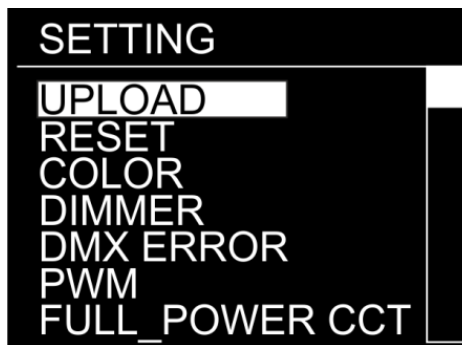 SETTING
UPLOAD
RESET
COLOR
DIMMER
DMX ERROR
PWM
FULL_POWER CCT